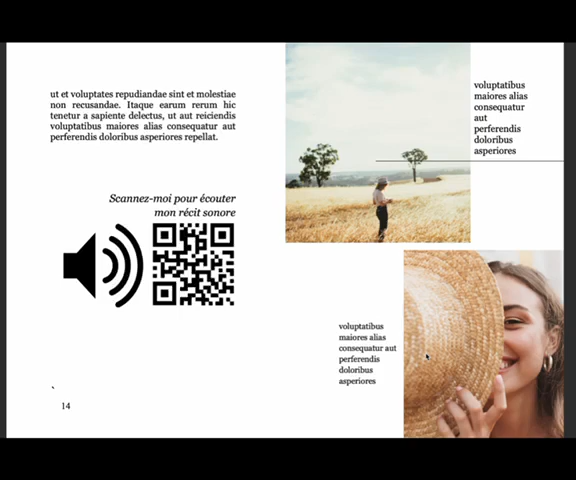 ut et voluptates repudiandae sint et molestiae
non recusandae. Itaque earum rerum hic
tenetur a sapiente delectus, ut aut reiciendis
voluptatibus maiores alias consequatur aut
perferendis doloribus asperiores repellat.
Scannez-moi pour écouter
mon récit sonore
14
voluptatibus
maiores alias
consequatur
aut
perferendis
doloribus
asperiores
voluptatibus
maiores alias
consequatur aut
perferendis
doloribus
asperiores